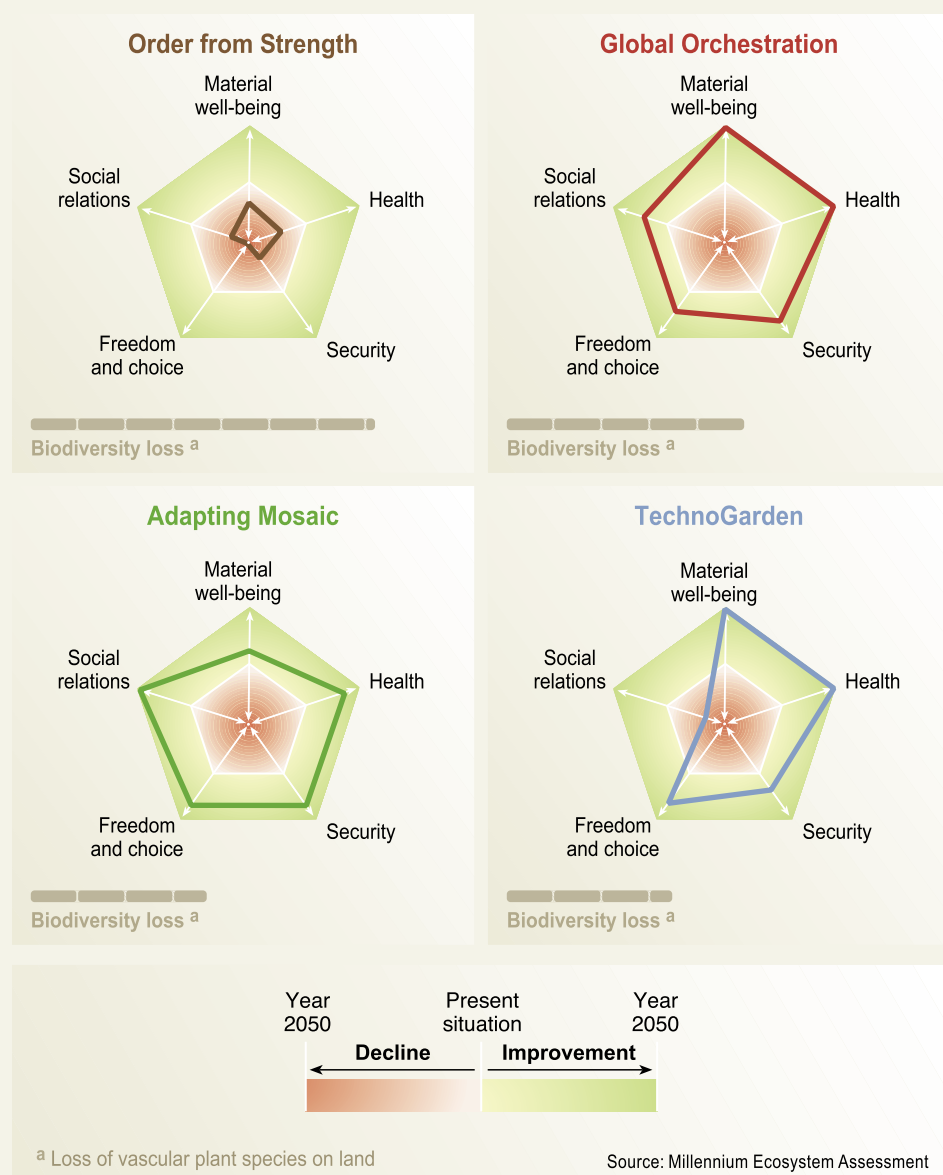 Order from Strength
Material
well-being
Social
relations
Health
Freedom
and choice
Security
Biodiversity loss a
Global Orchestration
Material
well-being
Social
relations
Health
Freedom
and choice
Security
Biodiversity loss a
Adapting Mosaic
Material
well-being
Social
relations
Health
Freedom
and choice
Security
Biodiversity loss a
TechnoGarden
Material
well-being
Social
relations
Health
Freedom
and choice
Security
Biodiversity loss a
Year
2050
Present
situation
Year
2050
Decline
Improvement
a Loss of vascular plant species on land
Source: Millennium Ecosystem Assessment